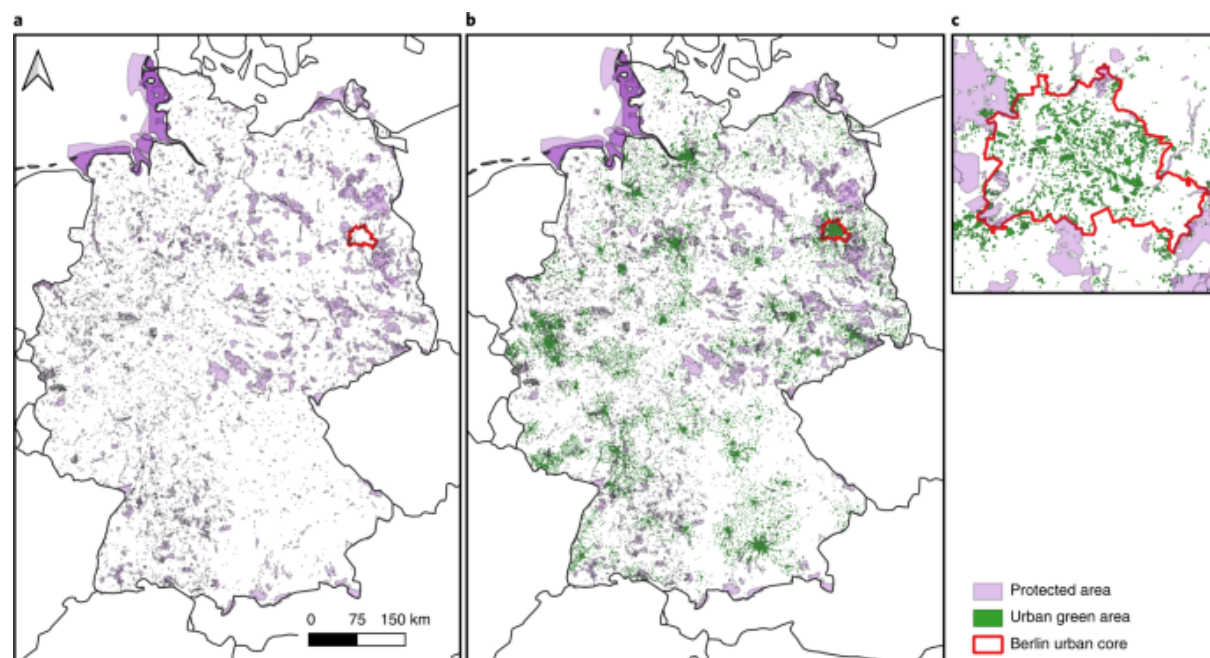 a
b
c
0 75 150 km
Protected area
Urban green area
Berlin urban core